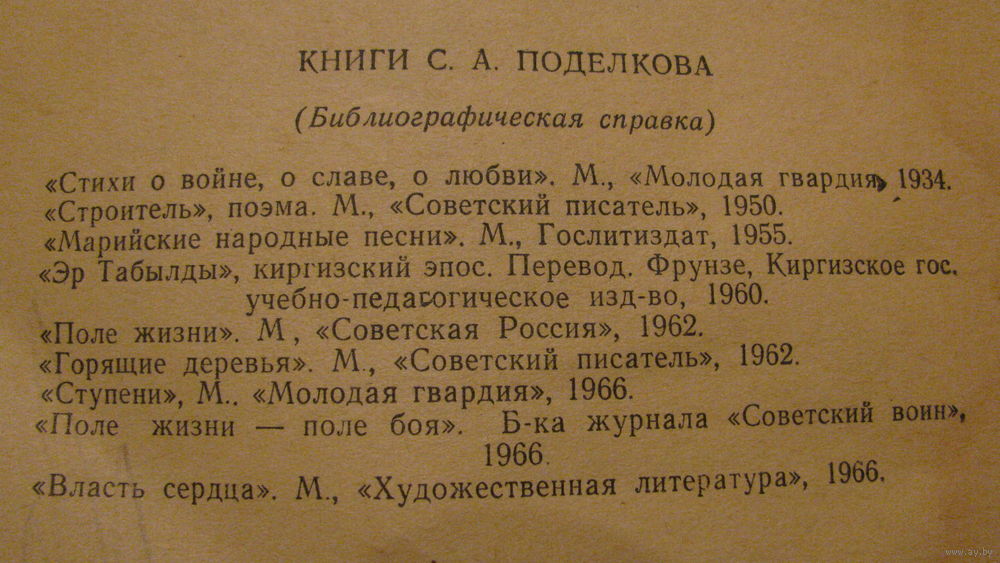 КНИГИ С. А. ПОДЕЛКОВА
(Библиографическая справка)
«Стихи о войне, о славе, о любви». М., «Молодая гвардия», 1934.
«Строитель», поэма. М., «Советский писатель», 1950.
«Марийские народные песни». М., Гослитиздат, 1955.
«Эр Табылды», киргизский эпос. Перевод. Фрунзе, Киргизское гос.
учебно-педагогическое изд-во, 1960.
«Поле жизни». М , «Советская Россия», 1962.
«Горящие деревья». М., «Советский писатель», 1962.
«Ступени», М.. «Молодая гвардия», 1966.
«Поле жизни — поле боя». Б-ка журнала «Советский воин»,
1966.
«Власть сердца». М., «Художественная литература», 1966.
www.ay.by